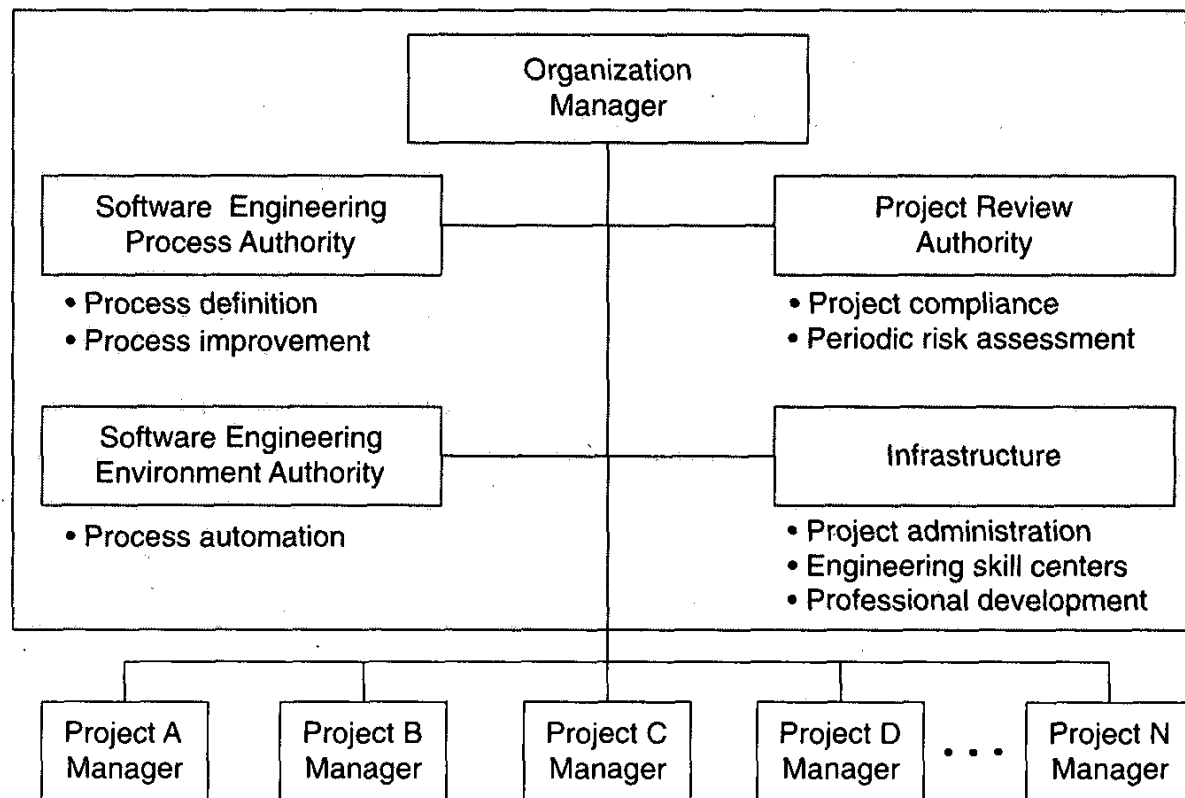 Organization
Manager
Software Engineering
Process Authority
• Process definition
• Process improvement
Project Review
Authority
• Project compliance
• Periodic risk assessment
Software Engineering
Environment Authority
• Process automation
Infrastructure
• Project administration
• Engineering skill centers
• Professional development
Project A
Manager
Project B
Manager
Project C
Manager
Project D
Manager
• • •
Project N
Manager